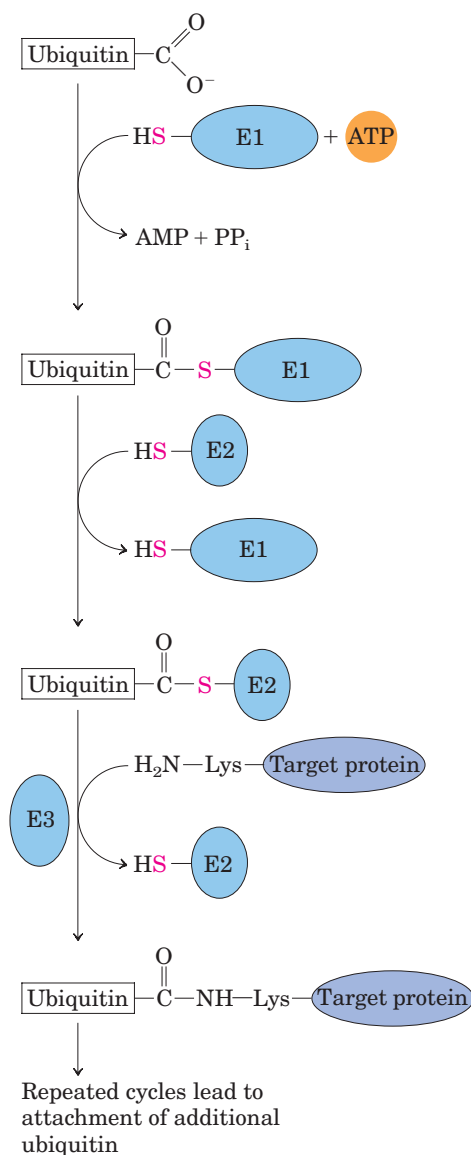 O
Ubiquitin C
O⁻
HS E1 + ATP
AMP + PPᵢ
O
Ubiquitin C S E1
HS E2
HS E1
O
Ubiquitin C S E2
H₂N Lys Target protein
E3
HS E2
O
Ubiquitin C NH Lys Target protein
Repeated cycles lead to
attachment of additional
ubiquitin